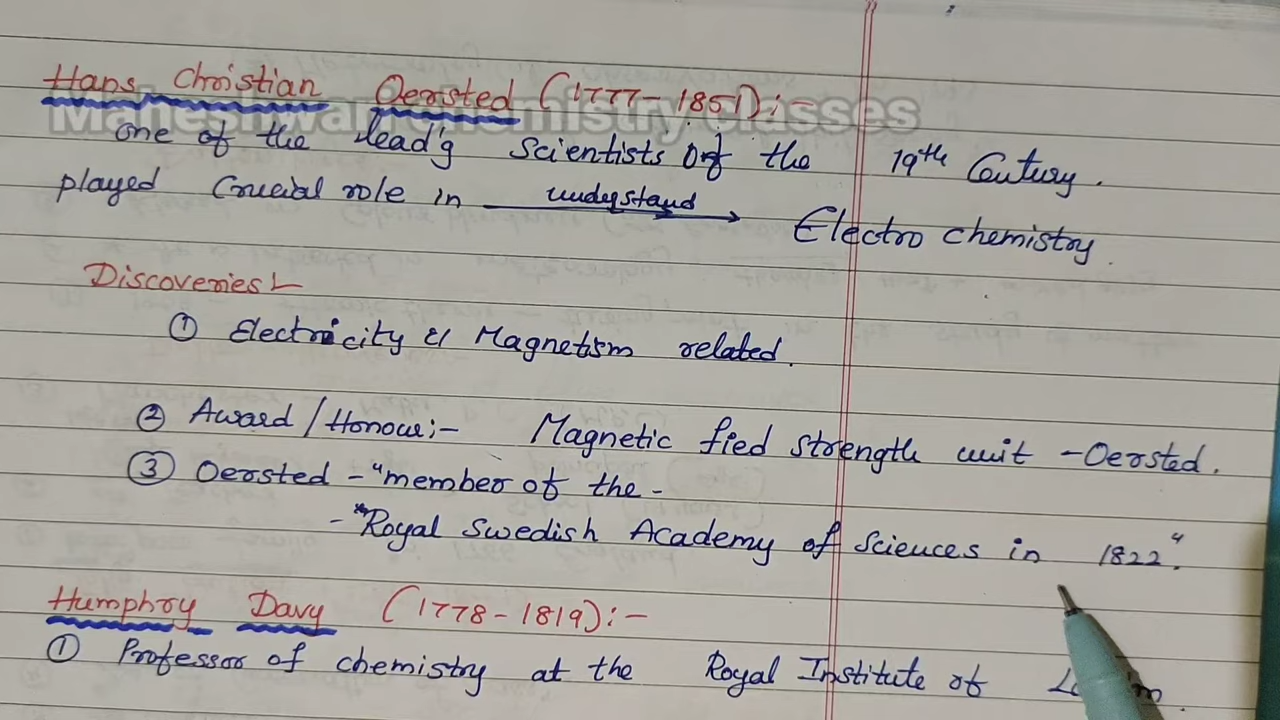 Hans Christian Oersted (1777-1851):-
Maheshwari chemistry classes
one of the lead'g scientists of the 19th Century.
played Crucial role in understand → Electro chemistry.
Discoveries:-
① Electricity & Magnetism related.
② Award/Honour:- Magnetic fied strength unit -Oersted.
③ Oersted - "member of the -
- "Royal Swedish Academy of Sciences in 1822".
Humphry Davy (1778-1819):-
① Professor of chemistry at the Royal Institute of